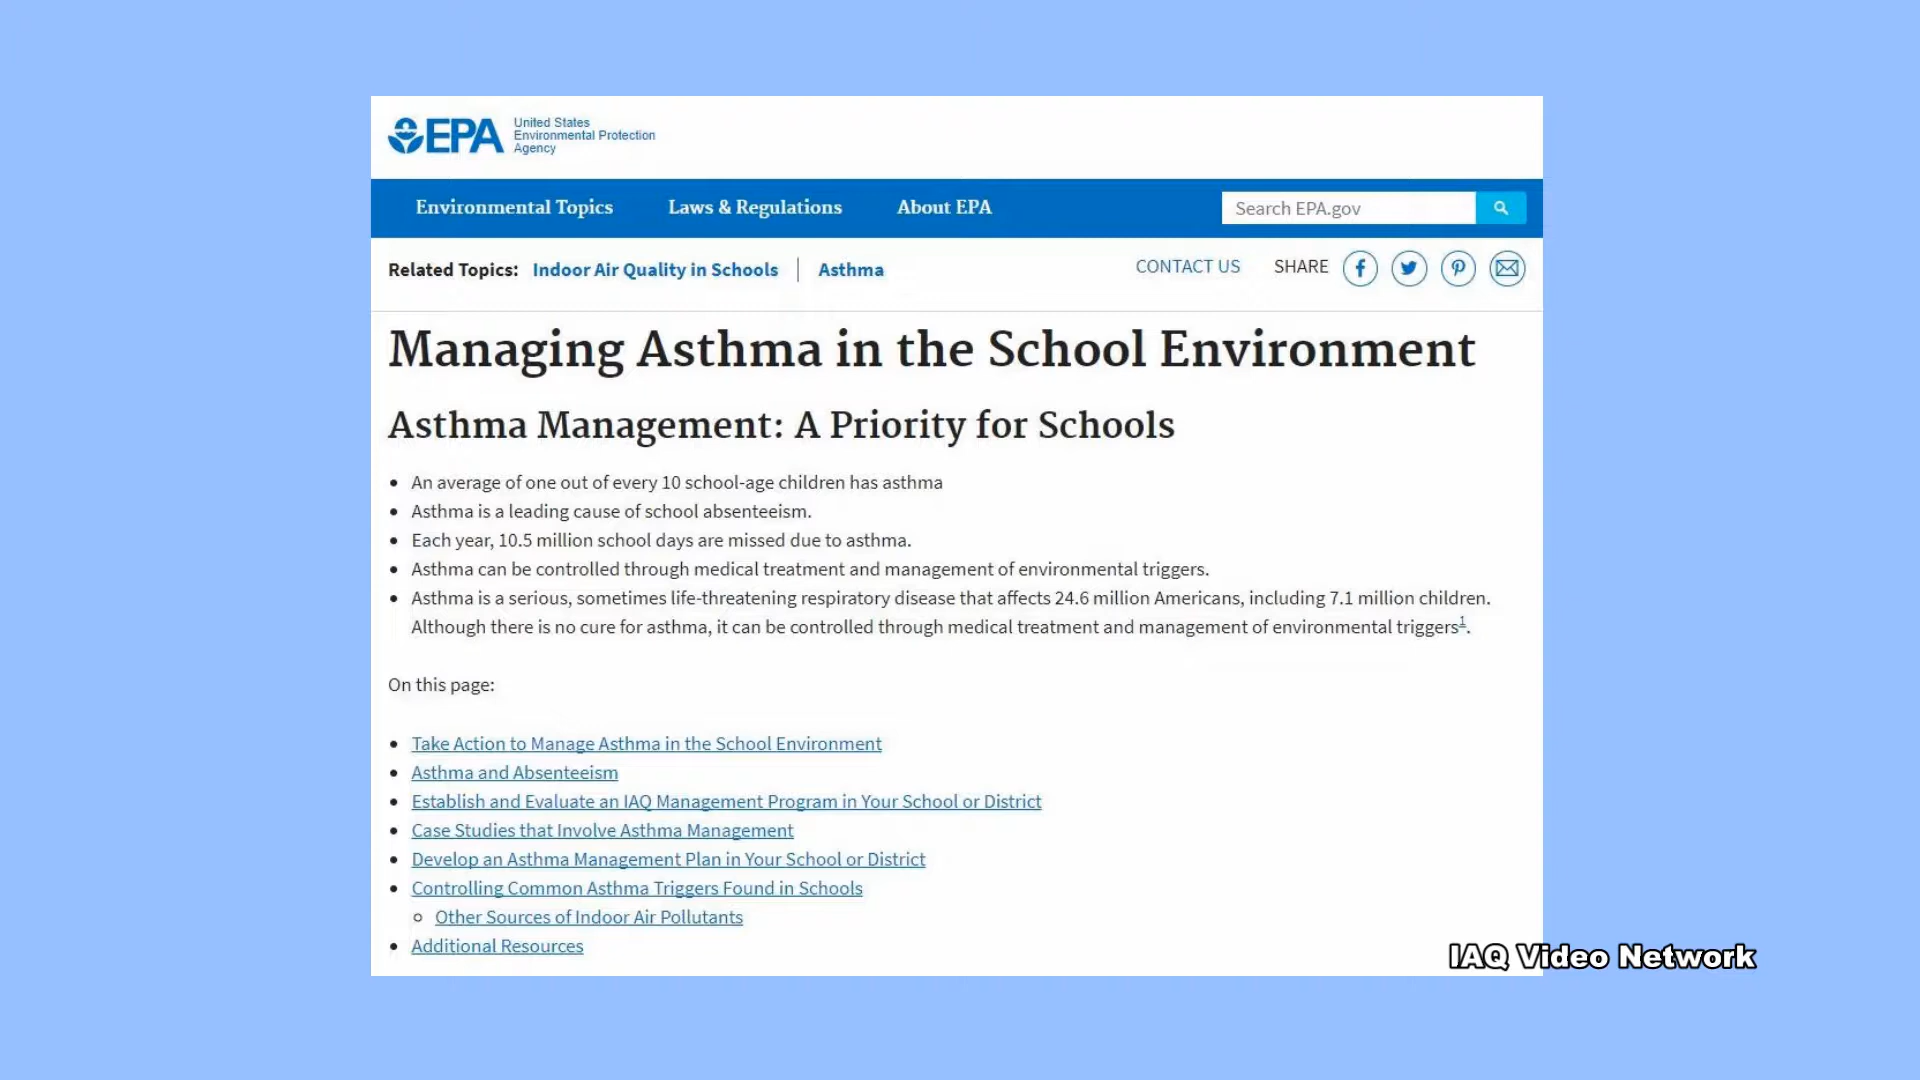 EPA
United States
Environmental Protection
Agency
Environmental Topics Laws & Regulations About EPA Search EPA.gov
Related Topics: Indoor Air Quality in Schools Asthma CONTACT US SHARE
Managing Asthma in the School Environment
Asthma Management: A Priority for Schools
• An average of one out of every 10 school-age children has asthma
• Asthma is a leading cause of school absenteeism.
• Each year, 10.5 million school days are missed due to asthma.
• Asthma can be controlled through medical treatment and management of environmental triggers.
• Asthma is a serious, sometimes life-threatening respiratory disease that affects 24.6 million Americans, including 7.1 million children.
Although there is no cure for asthma, it can be controlled through medical treatment and management of environmental triggers¹.
On this page:
• Take Action to Manage Asthma in the School Environment
• Asthma and Absenteeism
• Establish and Evaluate an IAQ Management Program in Your School or District
• Case Studies that Involve Asthma Management
• Develop an Asthma Management Plan in Your School or District
• Controlling Common Asthma Triggers Found in Schools
○ Other Sources of Indoor Air Pollutants
• Additional Resources
IAQ Video Network